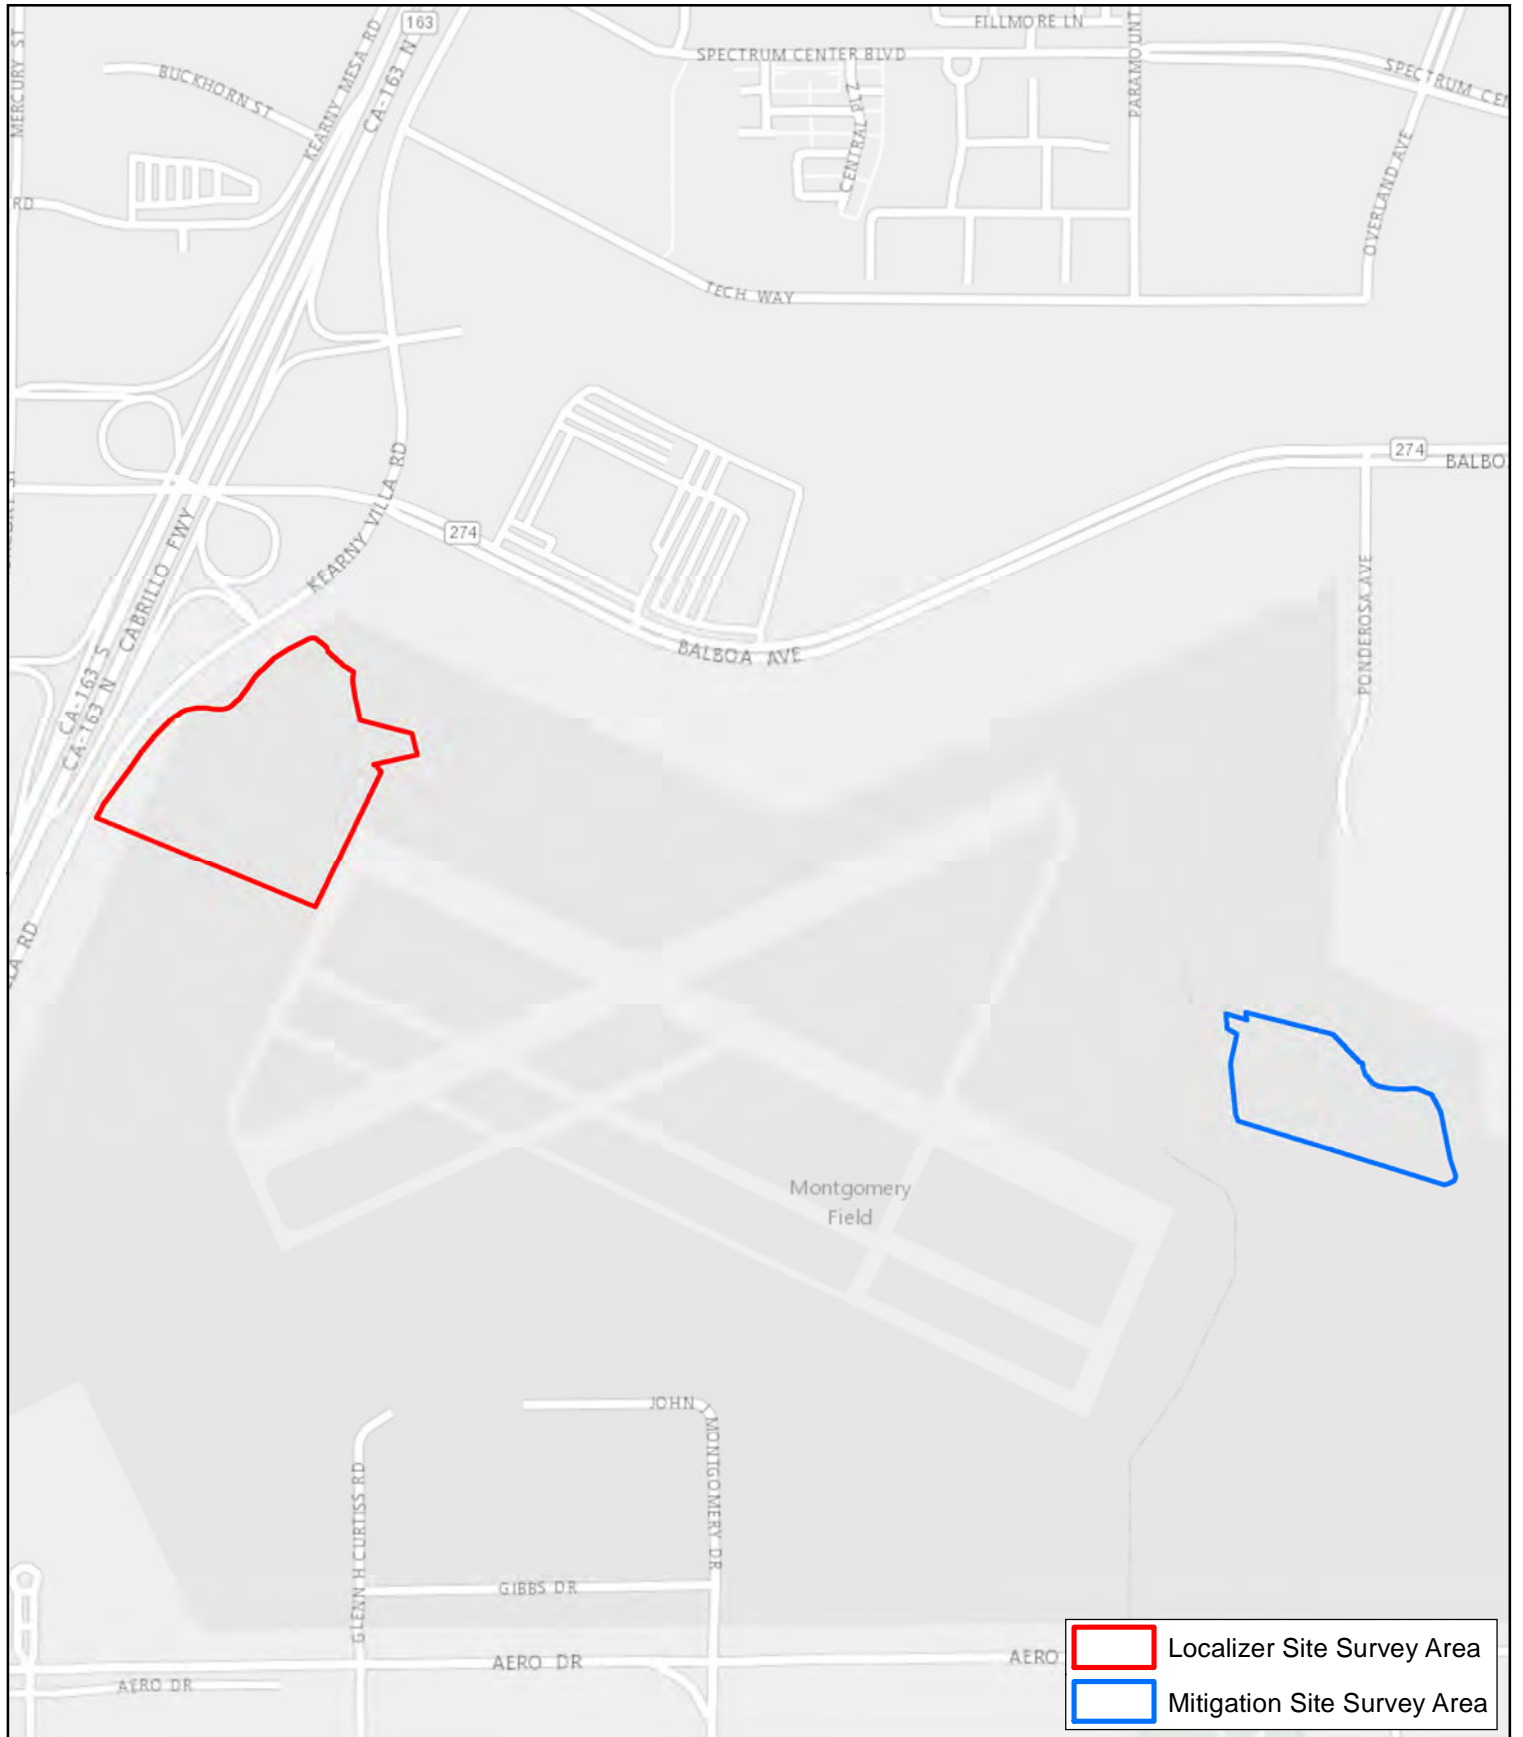 163
FILLMORE LN
SPECTRUM CENTER BLVD
PARAMOUNT
SPECTRUM CEN
MERCURY ST
BUCKHORN ST
KEARNY MESA RD
CA-163 N
CENTRAL PLZ
OVERLAND AVE
RD
TECH WAY
274
BALBO
KEARNY VILLA RD
274
CABRILLO FWY
PONDEROSA AVE
BALBOA AVE
CA-163 S
CA-163 N
LA RD
Montgomery
Field
JOHN J MONTGOMERY DR
GLENN H CURTISS RD
GIBBS DR
AERO DR
AERO
AERO DR
Localizer Site Survey Area
Mitigation Site Survey Area